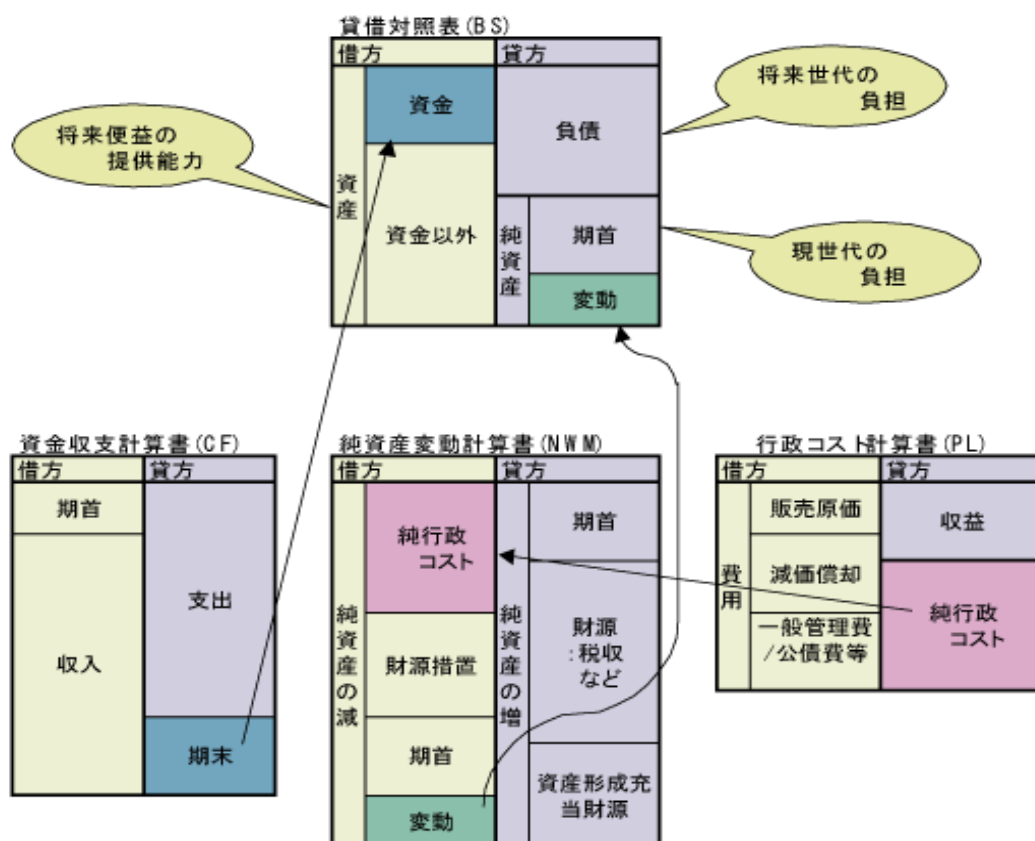 貸借対照表(BS)
借方
貸方
資金
負債
資産
資金以外
純資産
期首
変動
将来便益の
提供能力
将来世代の
負担
現世代の
負担
資金収支計算書(CF)
借方
貸方
期首
収入
支出
期末
純資産変動計算書(NWM)
借方
貸方
純資産の減
純行政
コスト
財源措置
期首
変動
純資産の増
期首
財源
:税収
など
資産形成充
当財源
行政コスト計算書(PL)
借方
貸方
費用
販売原価
減価償却
一般管理費
/公債費等
収益
純行政
コスト